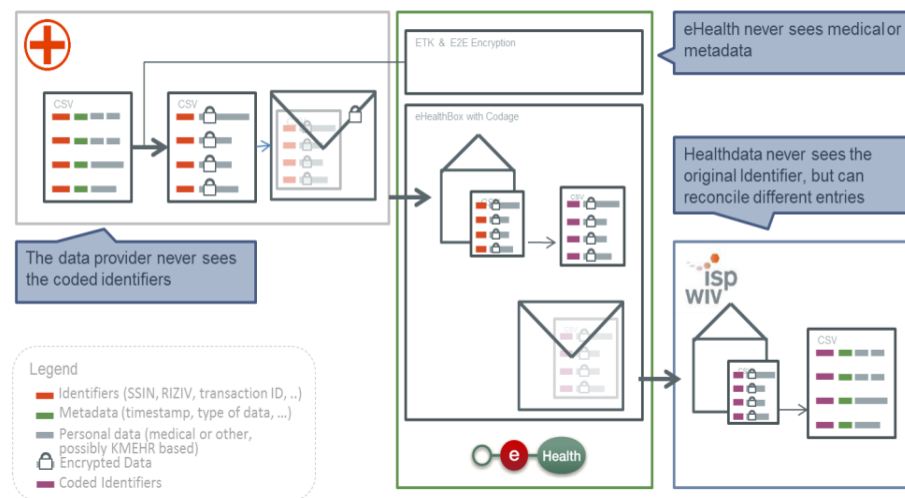 ETK & E2E Encryption
eHealth never sees medical or
metadata
CSV
CSV
eHealthBox with Codage
CSV
Healthdata never sees the
original Identifier, but can
reconcile different entries
The data provider never sees
the coded identifiers
isp
WIV
CSV
Legend
Identifiers (SSIN, RIZIV, transaction ID, ..)
Metadata (timestamp, type of data, ...)
Personal data (medical or other,
possibly KMEHR based)
Encrypted Data
Coded Identifiers
e Health